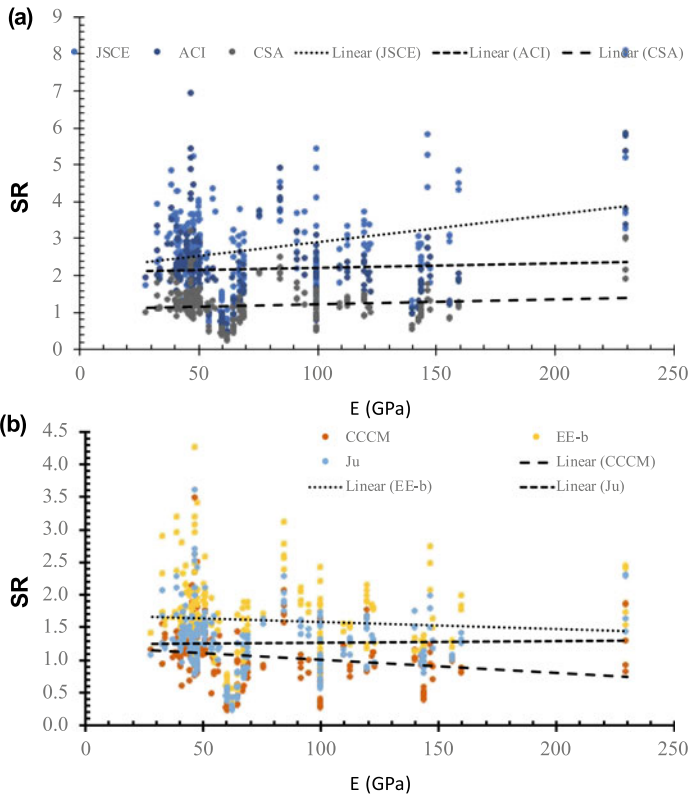 (a)
9
JSCE ACI CSA Linear (JSCE) Linear (ACI) Linear (CSA)
8
7
6
5
SR
4
3
2
1
0
0 50 100 150 200 250
E (GPa)
(b)
4.5
CCCM EE-b
4.0
Ju Linear (CCCM)
3.5
Linear (EE-b) Linear (Ju)
3.0
2.5
SR
2.0
1.5
1.0
0.5
0.0
0 50 100 150 200 250
E (GPa)